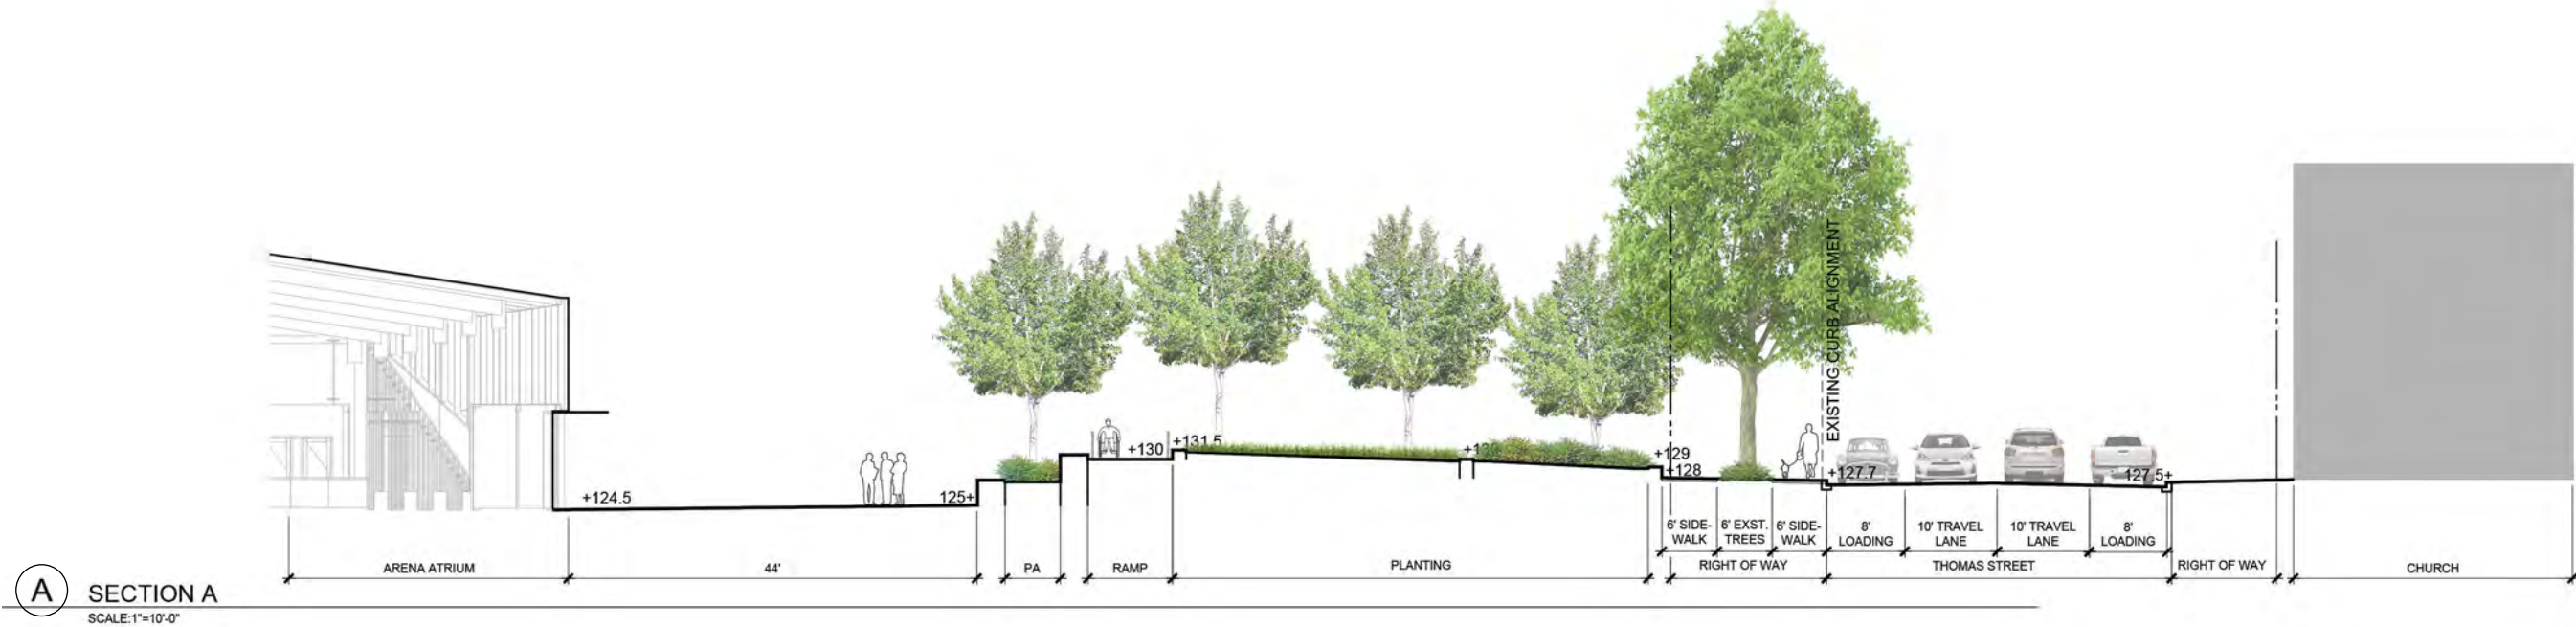 EXISTING CURB ALIGNMENT
+124.5
125+
+130
+131.5
+129
+128
+127.7
127.5+
6' SIDE-
WALK
6' EXST.
TREES
6' SIDE-
WALK
8'
LOADING
10' TRAVEL
LANE
10' TRAVEL
LANE
8'
LOADING
ARENA ATRIUM
44'
PA
RAMP
PLANTING
RIGHT OF WAY
THOMAS STREET
RIGHT OF WAY
CHURCH
A
SECTION A
SCALE:1"=10'-0"